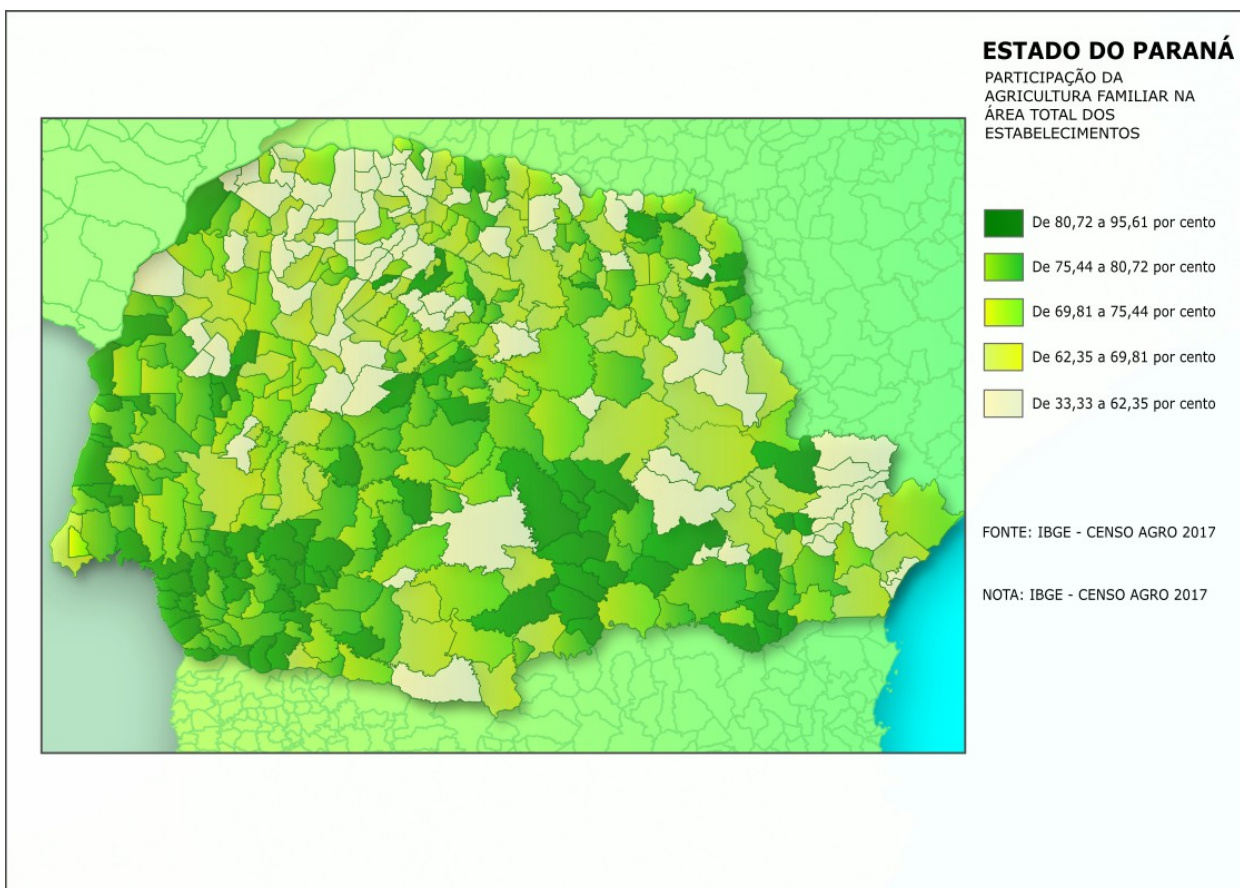 ESTADO DO PARANÁ
PARTICIPAÇÃO DA
AGRICULTURA FAMILIAR NA
ÁREA TOTAL DOS
ESTABELECIMENTOS
De 80,72 a 95,61 por cento
De 75,44 a 80,72 por cento
De 69,81 a 75,44 por cento
De 62,35 a 69,81 por cento
De 33,33 a 62,35 por cento
FONTE: IBGE - CENSO AGRO 2017
NOTA: IBGE - CENSO AGRO 2017